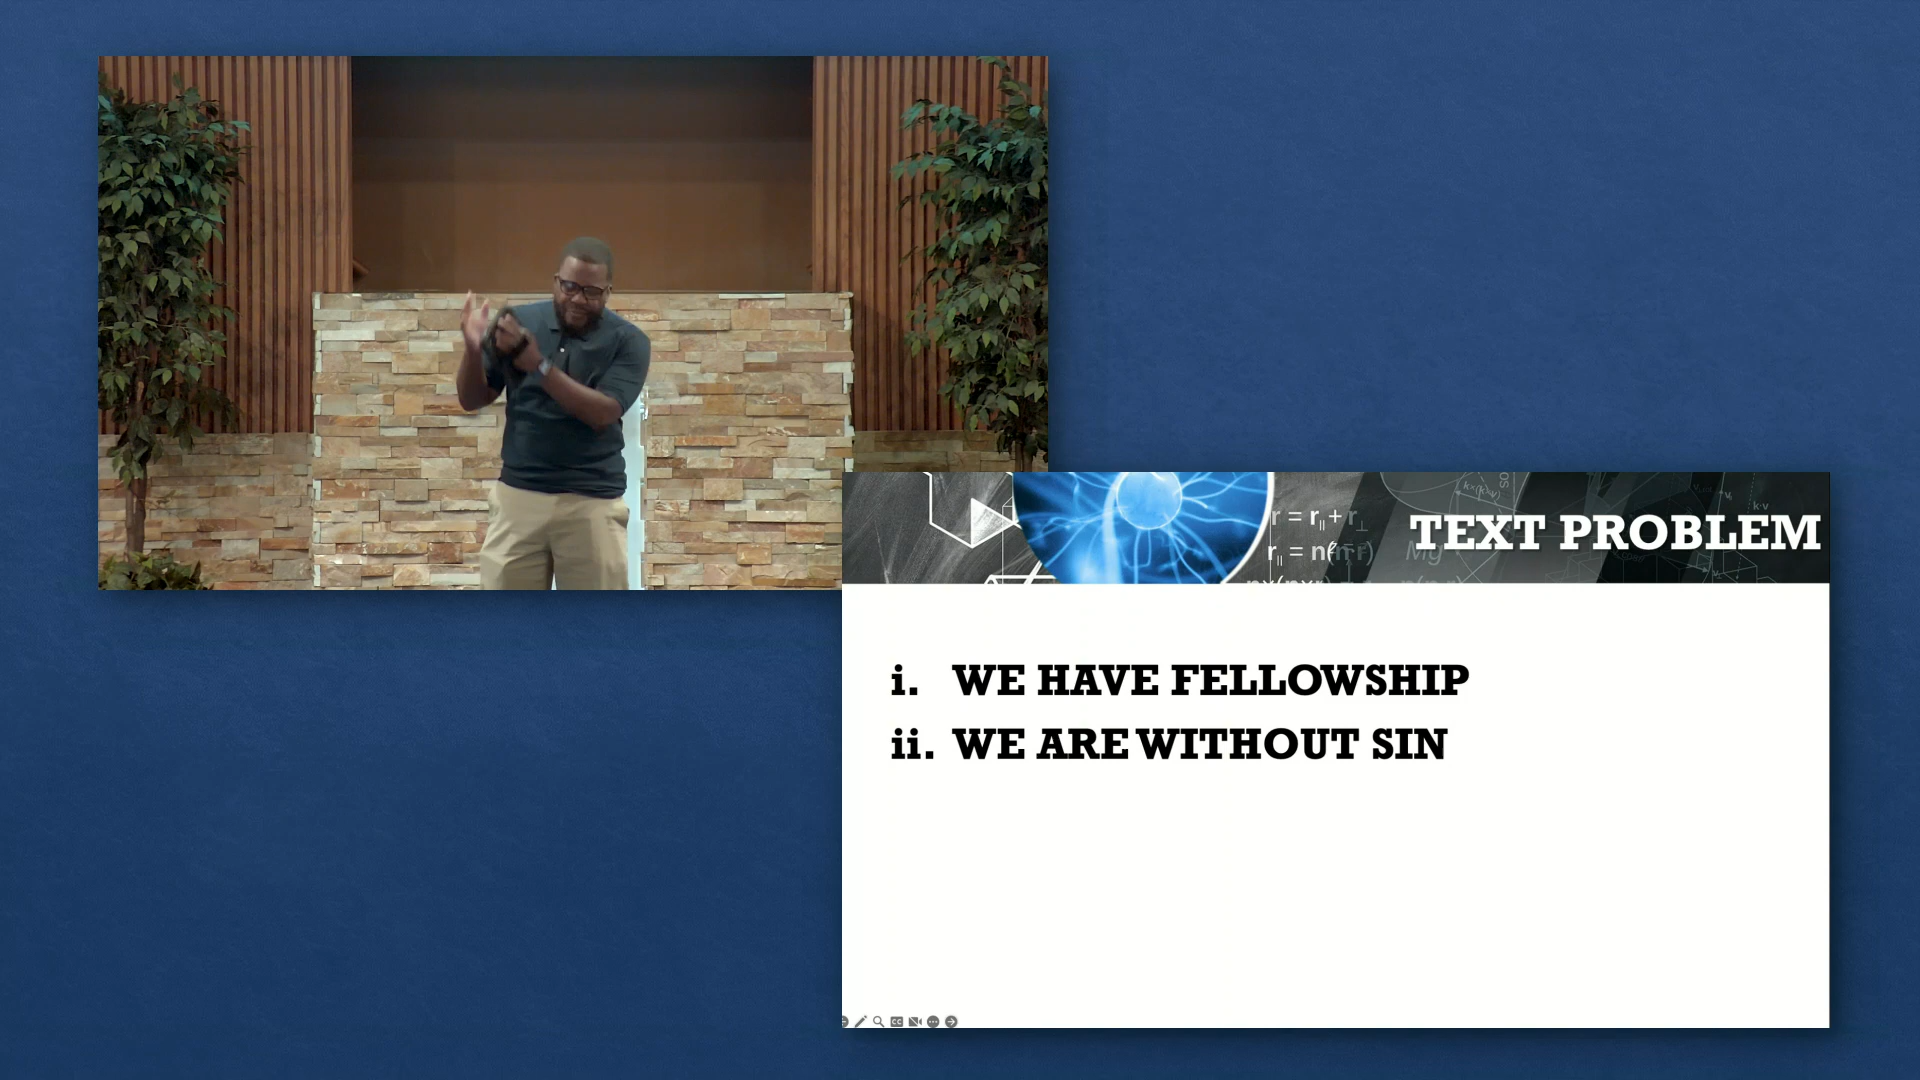 TEXT PROBLEM
r = r|| + r⊥
r|| = n(n·r)
i. WE HAVE FELLOWSHIP
ii. WE ARE WITHOUT SIN